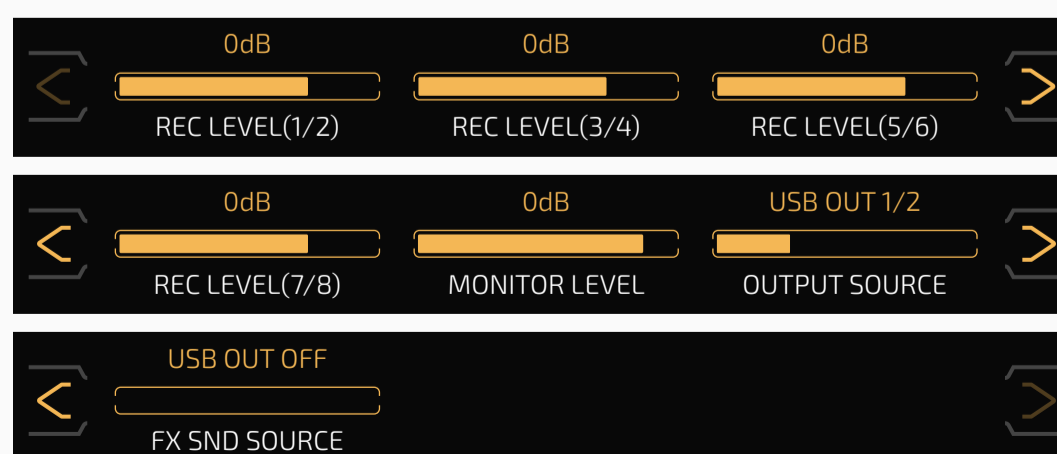 0dB 0dB 0dB
REC LEVEL(1/2) REC LEVEL(3/4) REC LEVEL(5/6)
0dB 0dB USB OUT 1/2
REC LEVEL(7/8) MONITOR LEVEL OUTPUT SOURCE
USB OUT OFF
FX SND SOURCE